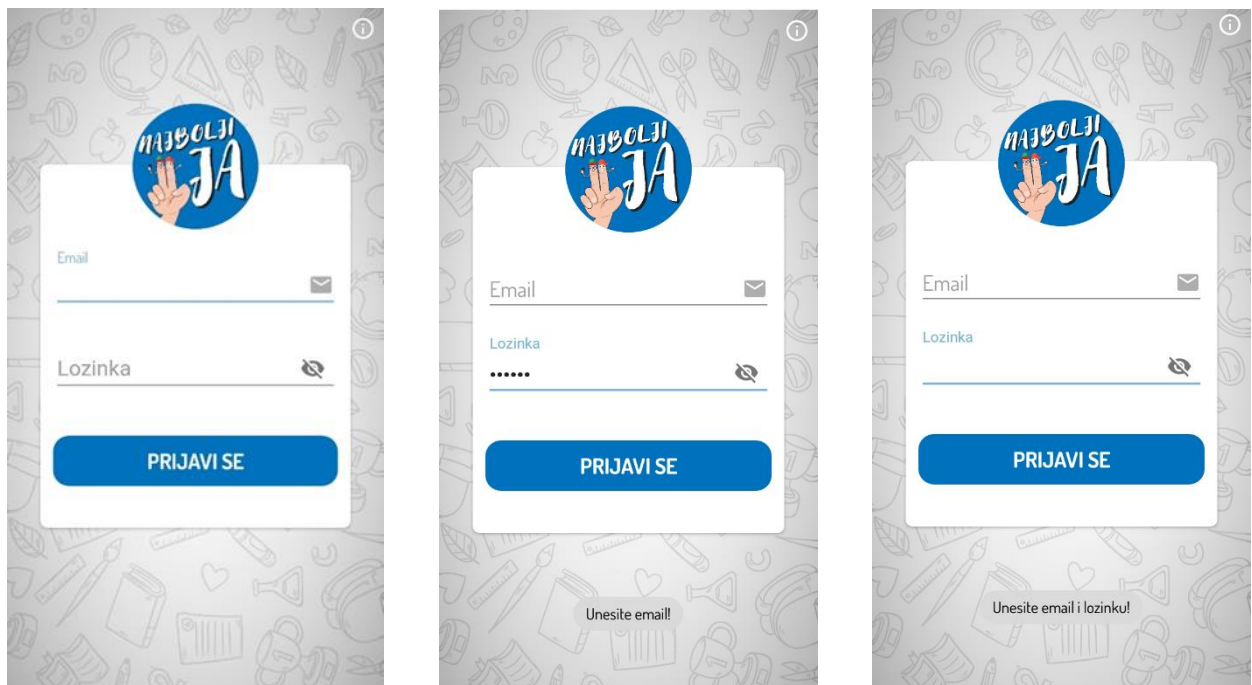 NAJBOLJI
JA
Email
Lozinka
PRIJAVI SE
NAJBOLJI
JA
Email
Lozinka
••••••
PRIJAVI SE
Unesite email!
NAJBOLJI
JA
Email
Lozinka
PRIJAVI SE
Unesite email i lozinku!